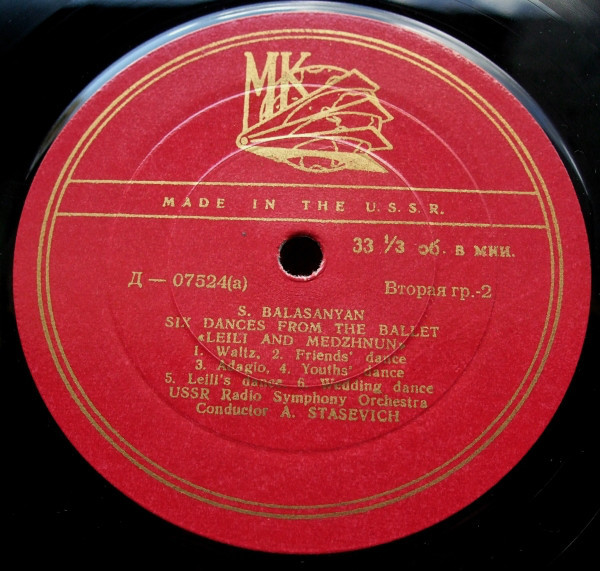 МК
MADE IN THE U.S.S.R.
33 ⅓ об. в мин.
Д — 07524(а)
Вторая гр.-2
S. BALASANYAN
SIX DANCES FROM THE BALLET
«LEILI AND MEDZHNUN»
1. Waltz, 2. Friends' dance
3. Adagio, 4. Youths' dance
5. Leili's dance 6. Wedding dance
USSR Radio Symphony Orchestra
Conductor A. STASEVICH